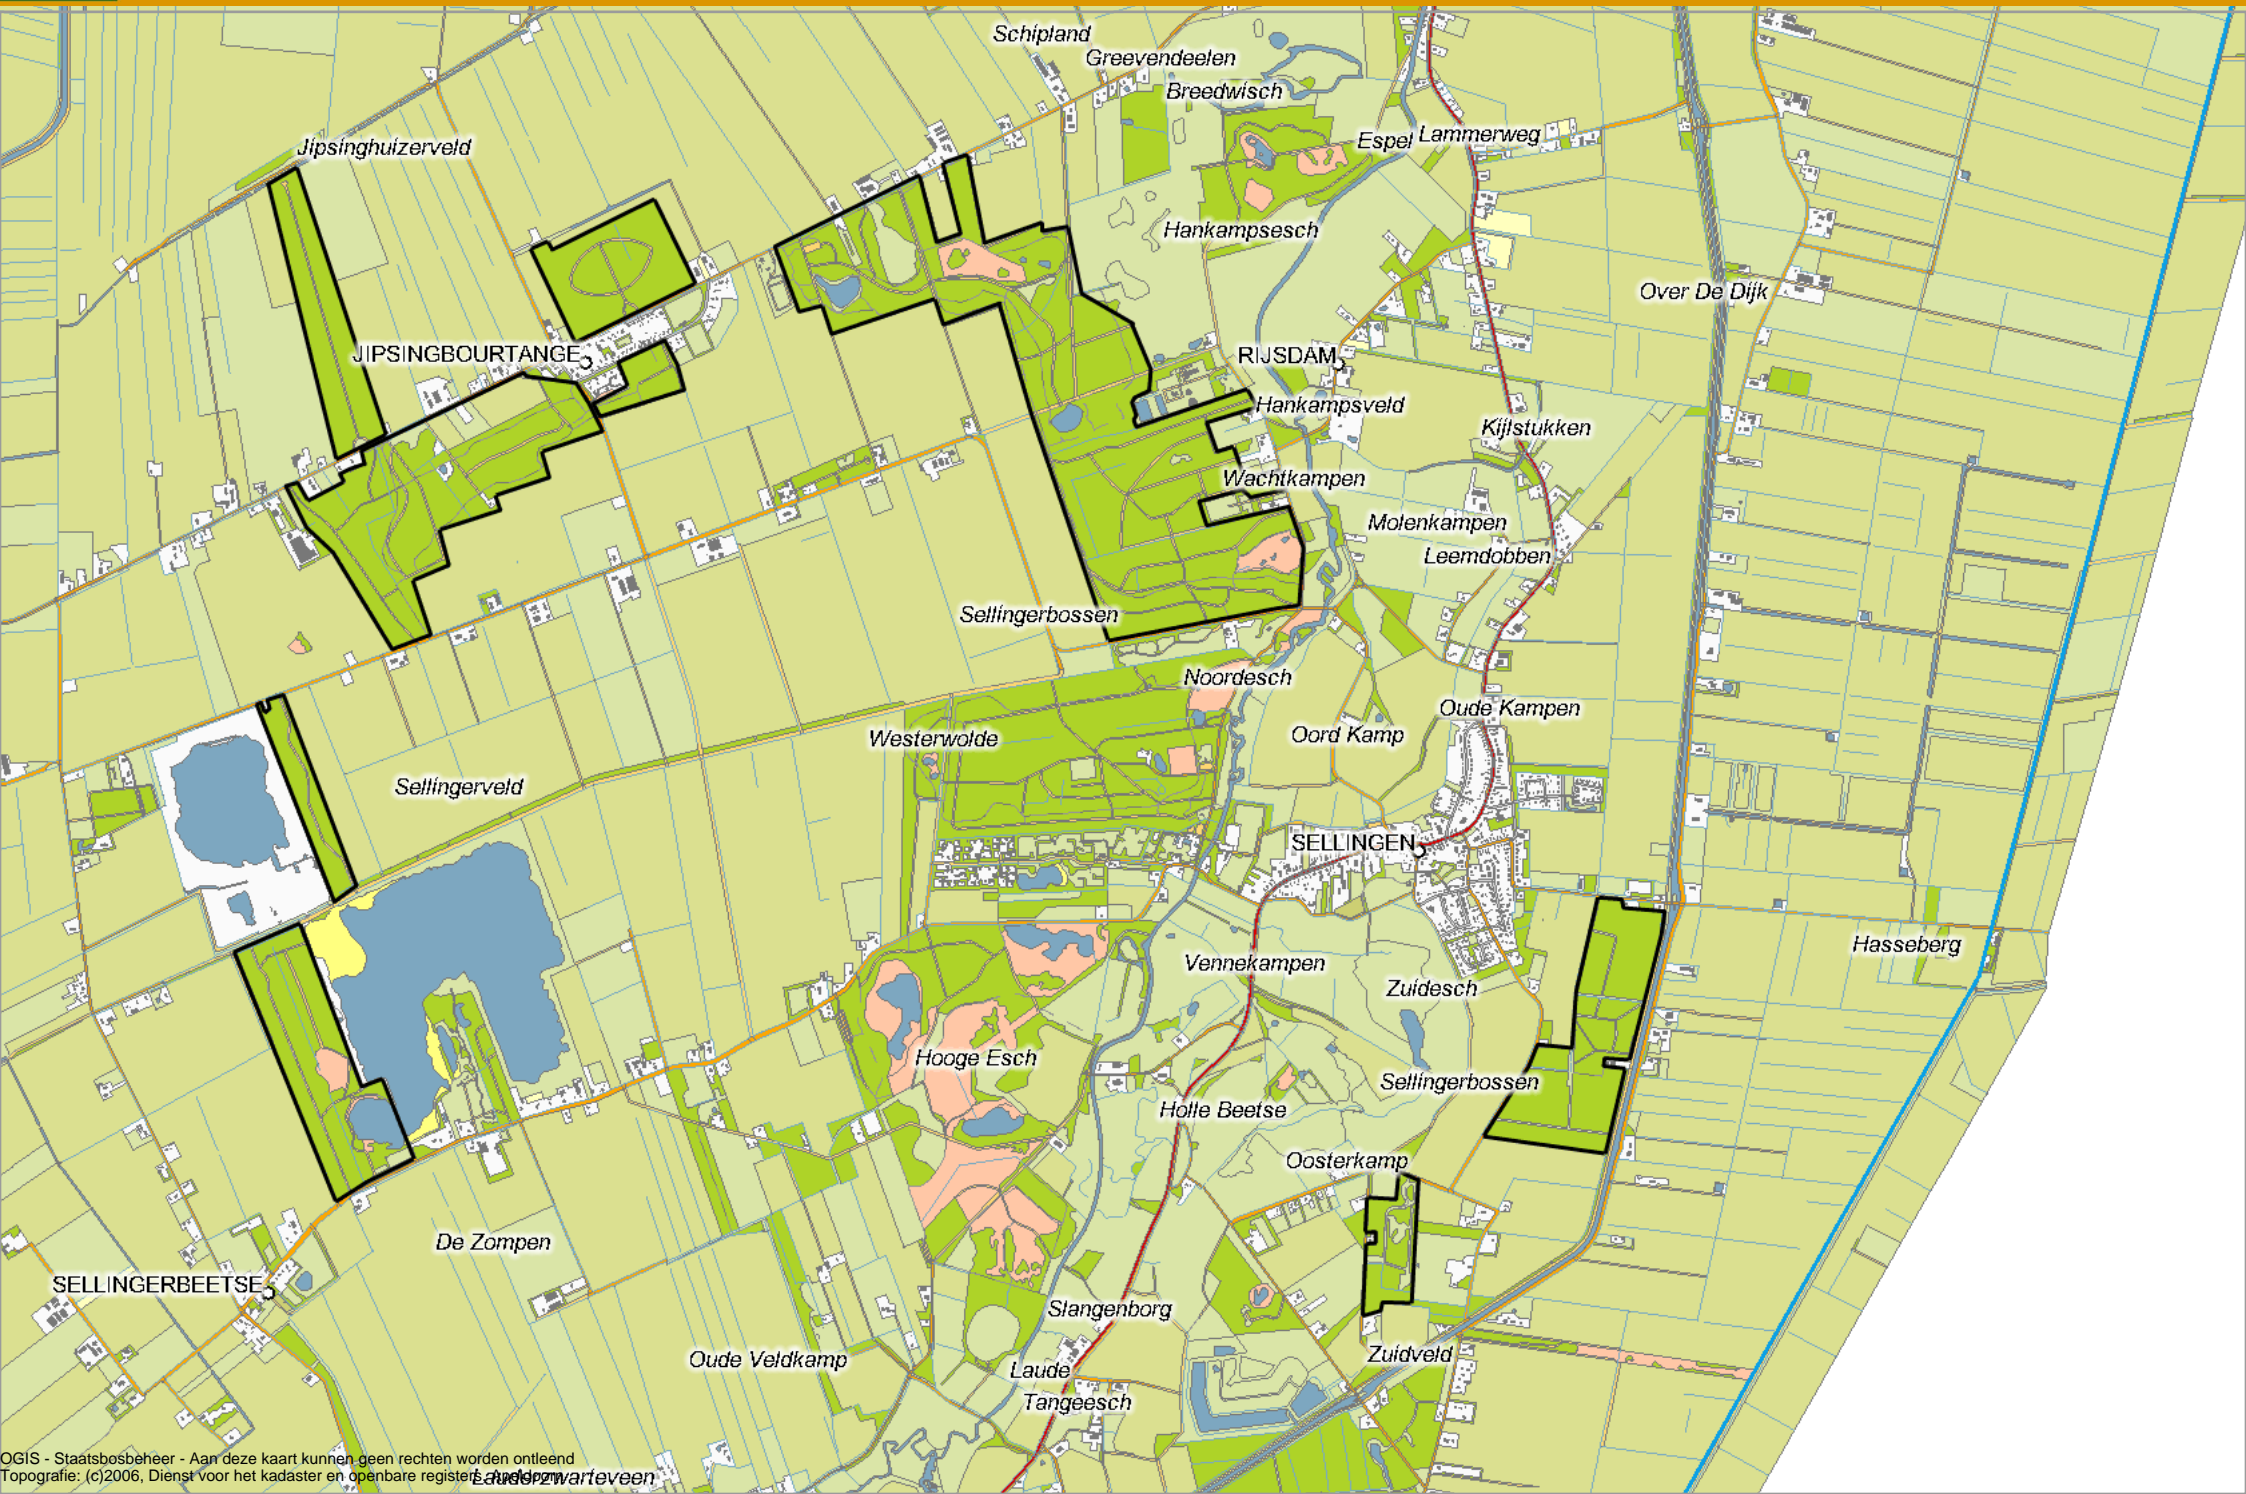 Schipland
Greevendeelen
Breedwisch
Espel
Lammerweg
Jipsinghuizerveld
Hankampsesch
Over De Dijk
JIPSINGBOURTANGE
RIJSDAM
Hankampsveld
Kijlstukken
Wachtkampen
Molenkampen
Leemdobben
Sellingerbossen
Noordesch
Oude Kampen
Oord Kamp
Westerwolde
Sellingerveld
SELLINGEN
Hasseberg
Vennekampen
Zuidesch
Hooge Esch
Sellingerbossen
Holle Beetse
Oosterkamp
De Zompen
SELLINGERBEETSE
Slangenborg
Oude Veldkamp
Zuidveld
Laude
Tangeesch
OGIS - Staatsbosbeheer - Aan deze kaart kunnen geen rechten worden ontleend
Topografie: (c)2006, Dienst voor het kadaster en openbare registers, Apeldoorn
Lauderzwarteveen